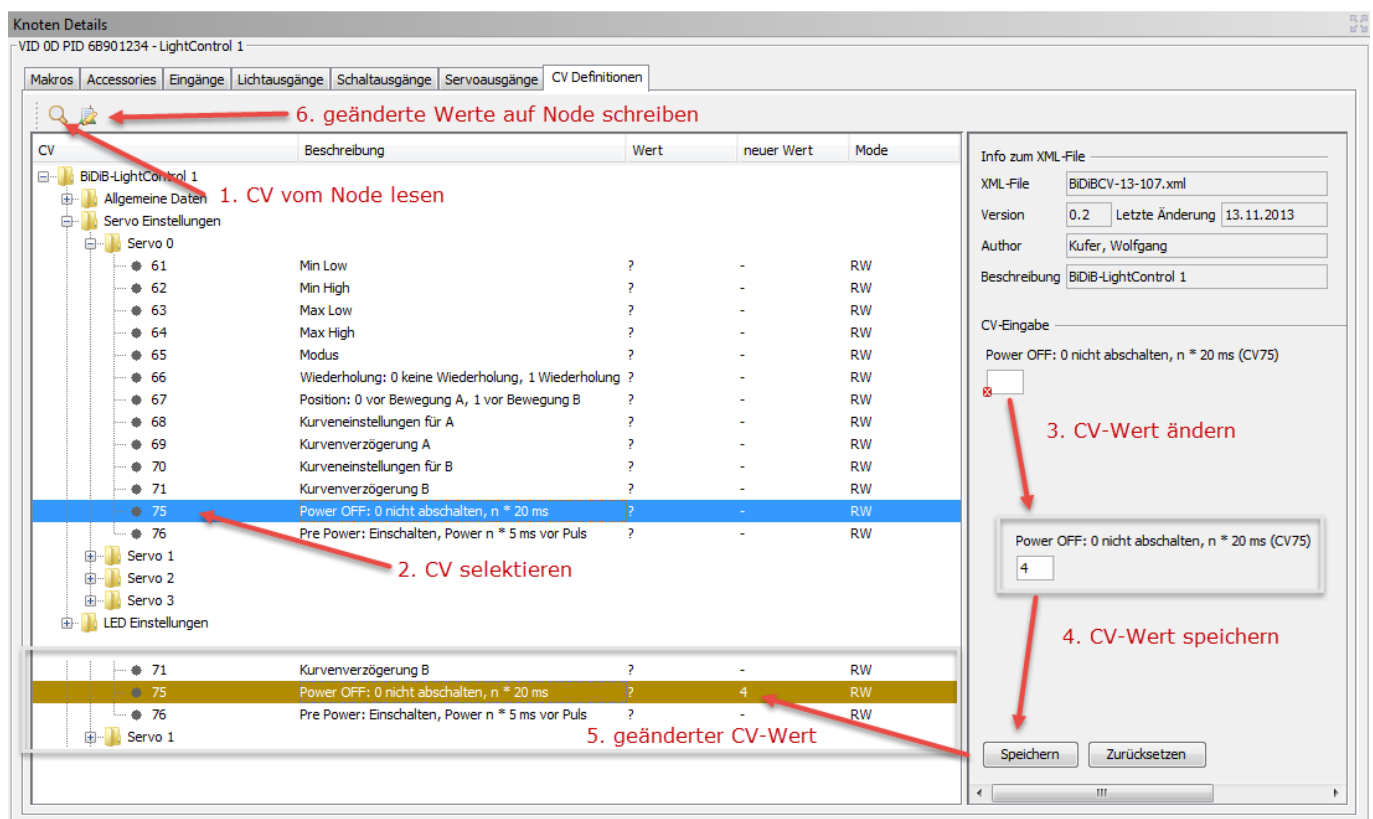 Knoten Details
VID 0D PID 6B901234 - LightControl 1
Makros Accessories Eingänge Lichtausgänge Schaltausgänge Servoausgänge CV Definitionen
6. geänderte Werte auf Node schreiben
CV Beschreibung Wert neuer Wert Mode
BiDiB-LightControl 1
Allgemeine Daten
1. CV vom Node lesen
Servo Einstellungen
Servo 0
61 Min Low ? - RW
62 Min High ? - RW
63 Max Low ? - RW
64 Max High ? - RW
65 Modus ? - RW
66 Wiederholung: 0 keine Wiederholung, 1 Wiederholung ? - RW
67 Position: 0 vor Bewegung A, 1 vor Bewegung B ? - RW
68 Kurveneinstellungen für A ? - RW
69 Kurvenverzögerung A ? - RW
70 Kurveneinstellungen für B ? - RW
71 Kurvenverzögerung B ? - RW
75 Power OFF: 0 nicht abschalten, n * 20 ms ? - RW
76 Pre Power: Einschalten, Power n * 5 ms vor Puls ? - RW
Servo 1
2. CV selektieren
Servo 2
Servo 3
LED Einstellungen
71 Kurvenverzögerung B ? - RW
75 Power OFF: 0 nicht abschalten, n * 20 ms ? 4 RW
76 Pre Power: Einschalten, Power n * 5 ms vor Puls ? - RW
Servo 1
5. geänderter CV-Wert
Info zum XML-File
XML-File BiDiBCV-13-107.xml
Version 0.2 Letzte Änderung 13.11.2013
Author Kufer, Wolfgang
Beschreibung BiDiB-LightControl 1
CV-Eingabe
Power OFF: 0 nicht abschalten, n * 20 ms (CV75)
3. CV-Wert ändern
Power OFF: 0 nicht abschalten, n * 20 ms (CV75)
4
4. CV-Wert speichern
Speichern Zurücksetzen